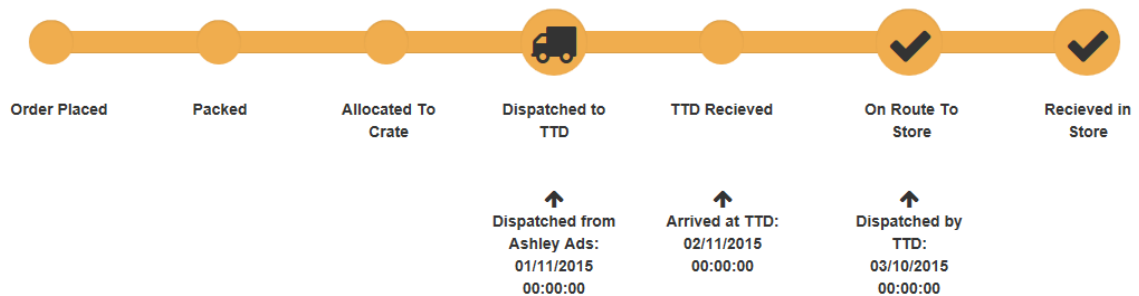 Order Placed
Packed
Allocated To
Crate
Dispatched to
TTD
TTD Recieved
On Route To
Store
Recieved in
Store
Dispatched from
Ashley Ads:
01/11/2015
00:00:00
Arrived at TTD:
02/11/2015
00:00:00
Dispatched by
TTD:
03/10/2015
00:00:00